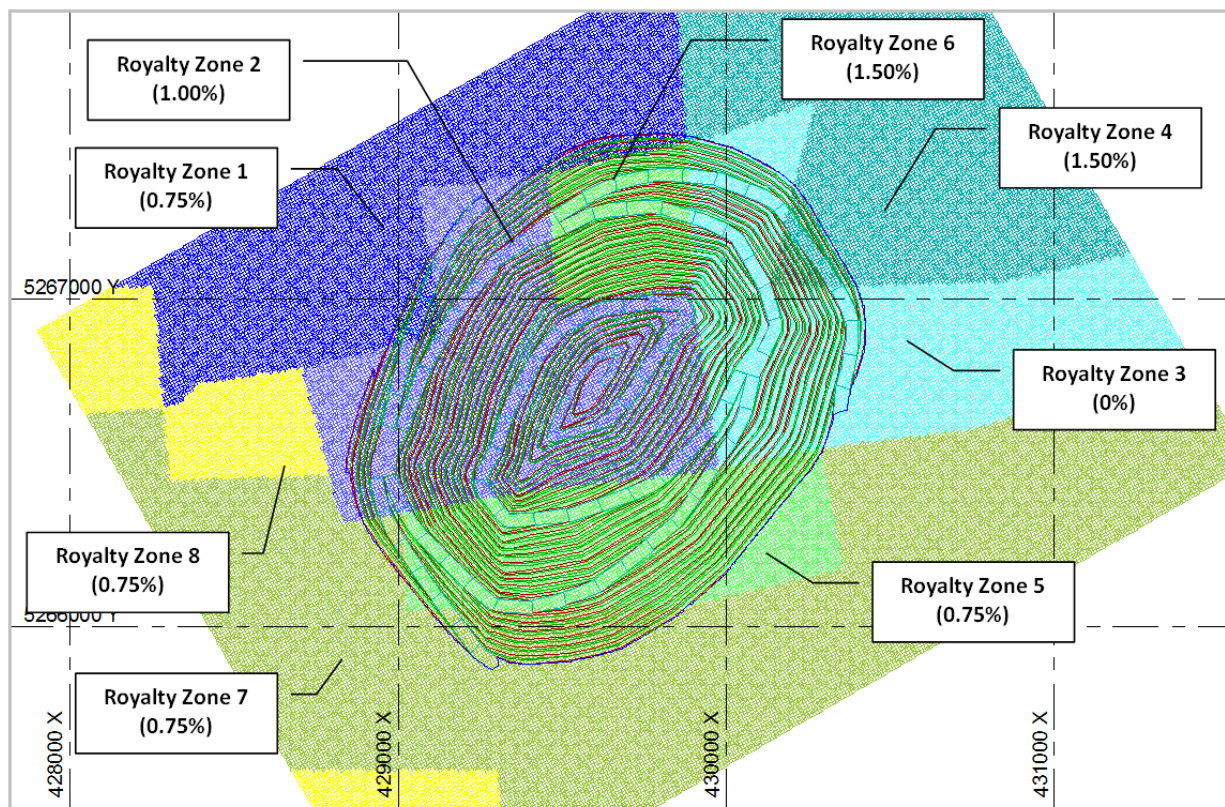 Royalty Zone 2
(1.00%)
Royalty Zone 6
(1.50%)
Royalty Zone 1
(0.75%)
Royalty Zone 4
(1.50%)
5267000 Y
Royalty Zone 3
(0%)
Royalty Zone 8
(0.75%)
Royalty Zone 5
(0.75%)
5266000 Y
Royalty Zone 7
(0.75%)
428000 X
429000 X
430000 X
431000 X